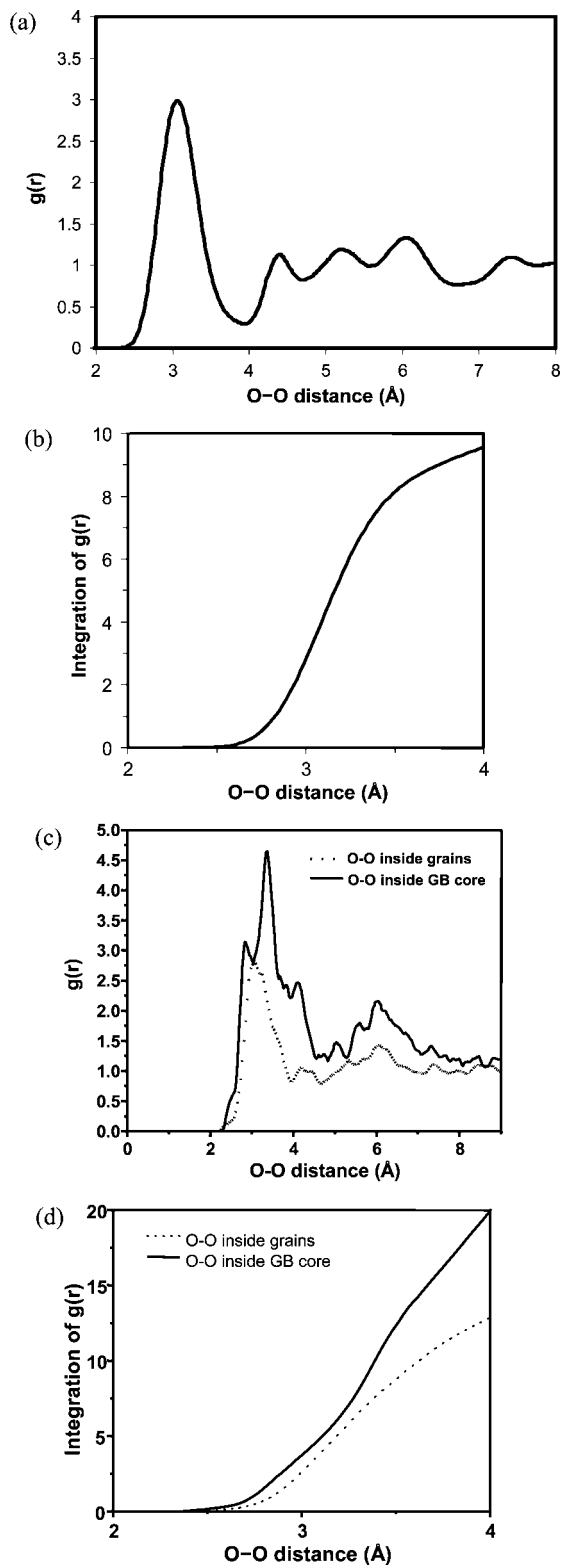 (a)
4
3.5
3
2.5
2
1.5
1
0.5
0
g(r)
2 3 4 5 6 7 8
O−O distance (Å)
(b)
10
8
6
4
2
0
Integration of g(r)
2 3 4
O−O distance (Å)
(c)
5.0
4.5
4.0
3.5
3.0
2.5
2.0
1.5
1.0
0.5
0.0
g(r)
O-O inside grains
O-O inside GB core
0 2 4 6 8
O-O distance (Å)
(d)
20
15
10
5
0
Integration of g(r)
O-O inside grains
O-O inside GB core
2 3 4
O−O distance (Å)